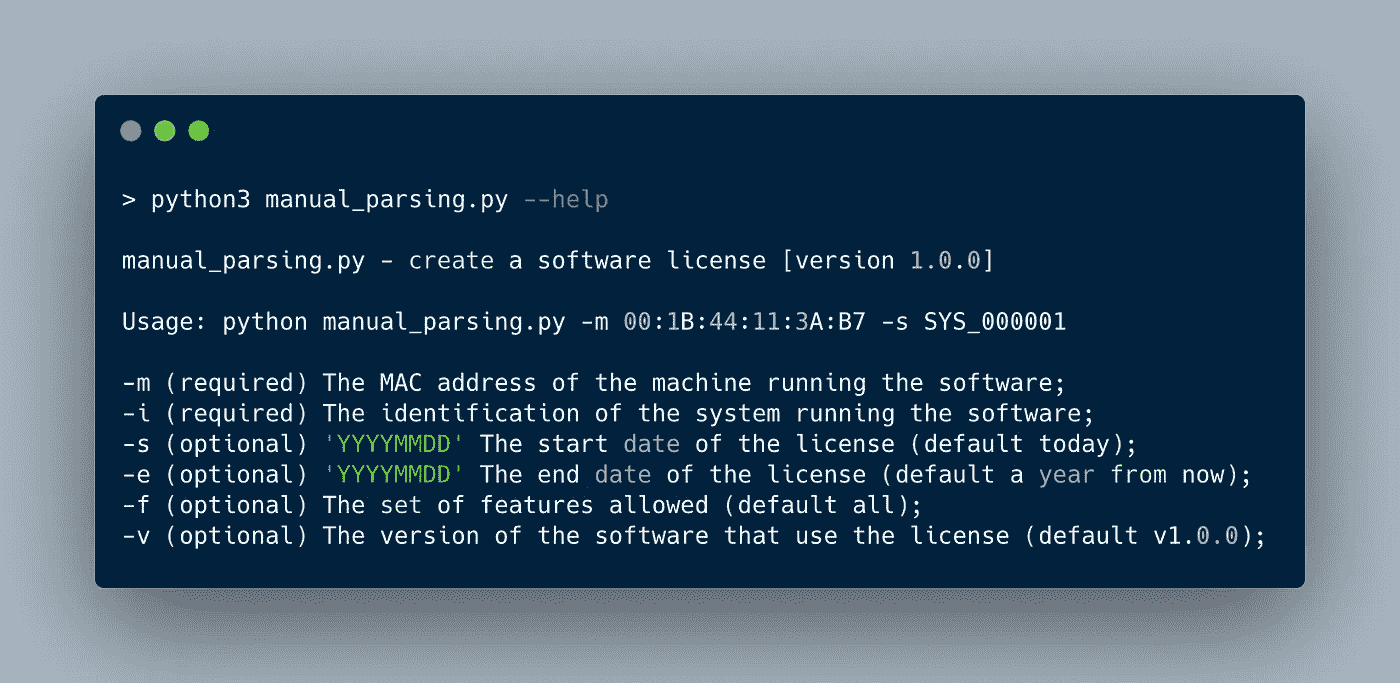 > python3 manual_parsing.py --help
manual_parsing.py - create a software license [version 1.0.0]
Usage: python manual_parsing.py -m 00:1B:44:11:3A:B7 -s SYS_000001
-m (required) The MAC address of the machine running the software;
-i (required) The identification of the system running the software;
-s (optional) 'YYYYMMDD' The start date of the license (default today);
-e (optional) 'YYYYMMDD' The end date of the license (default a year from now);
-f (optional) The set of features allowed (default all);
-v (optional) The version of the software that use the license (default v1.0.0);